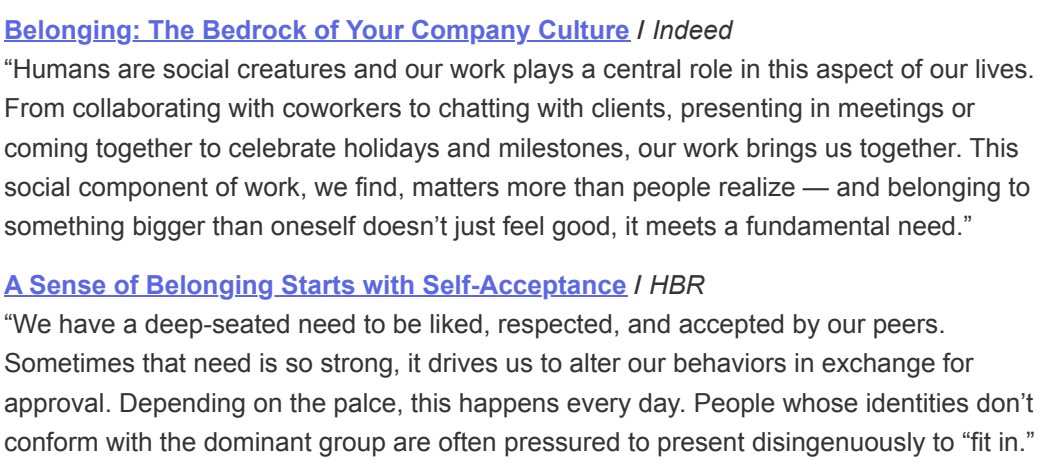 Belonging: The Bedrock of Your Company Culture / Indeed
“Humans are social creatures and our work plays a central role in this aspect of our lives.
From collaborating with coworkers to chatting with clients, presenting in meetings or
coming together to celebrate holidays and milestones, our work brings us together. This
social component of work, we find, matters more than people realize — and belonging to
something bigger than oneself doesn’t just feel good, it meets a fundamental need.”
A Sense of Belonging Starts with Self-Acceptance / HBR
“We have a deep-seated need to be liked, respected, and accepted by our peers.
Sometimes that need is so strong, it drives us to alter our behaviors in exchange for
approval. Depending on the palce, this happens every day. People whose identities don’t
conform with the dominant group are often pressured to present disingenuously to “fit in.”